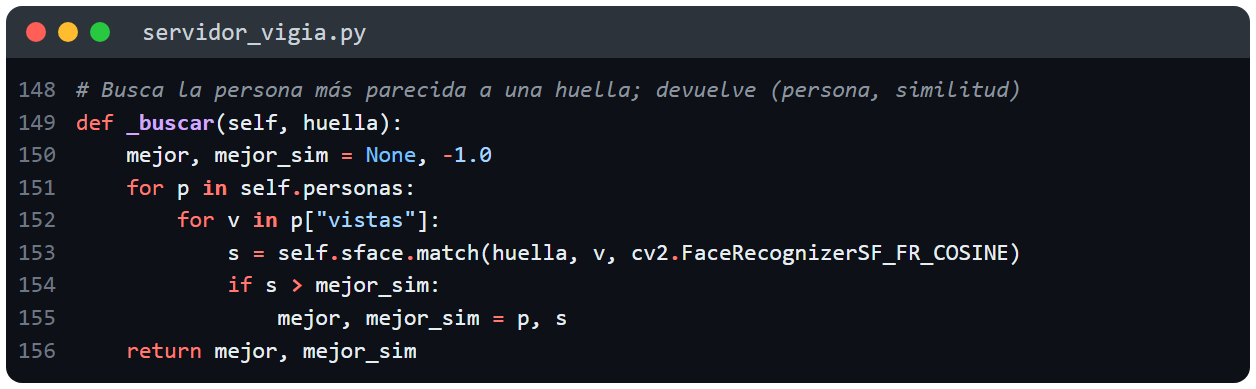 servidor_vigia.py
148 # Busca la persona más parecida a una huella; devuelve (persona, similitud)
149 def _buscar(self, huella):
150     mejor, mejor_sim = None, -1.0
151     for p in self.personas:
152         for v in p["vistas"]:
153             s = self.sface.match(huella, v, cv2.FaceRecognizerSF_FR_COSINE)
154             if s > mejor_sim:
155                 mejor, mejor_sim = p, s
156     return mejor, mejor_sim